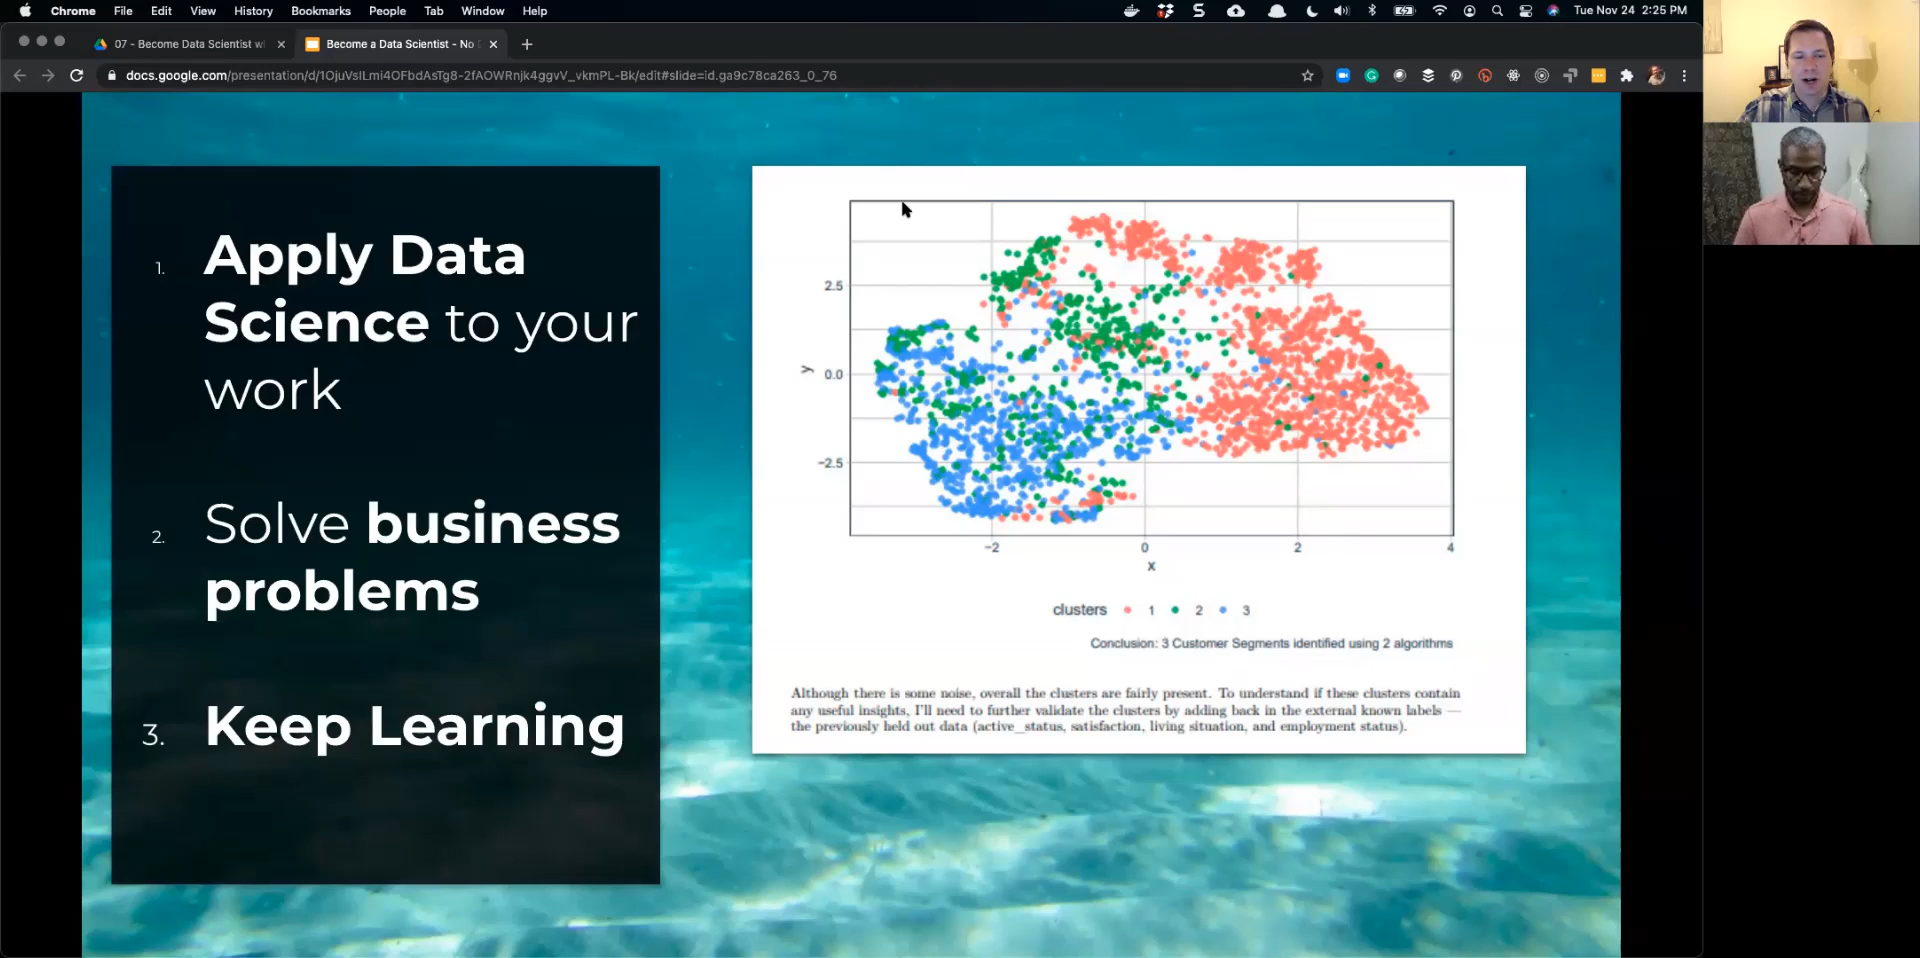 Chrome File Edit View History Bookmarks People Tab Window Help
Tue Nov 24 2:25 PM
07 - Become Data Scientist w
Become a Data Scientist - No
docs.google.com/presentation/d/1OjuVsILmi4OFbdAsTg8-2fAOWRnjk4ggvV_vkmPL-Bk/edit#slide=id.ga9c78ca263_0_76
1. Apply Data
Science to your
work
2. Solve business
problems
3. Keep Learning
2.5
0.0
−2.5
y
−2 0 2 4
x
clusters 1 2 3
Conclusion: 3 Customer Segments identified using 2 algorithms
Although there is some noise, overall the clusters are fairly present. To understand if these clusters contain
any useful insights, I'll need to further validate the clusters by adding back in the external known labels —
the previously held out data (active_status, satisfaction, living situation, and employment status).